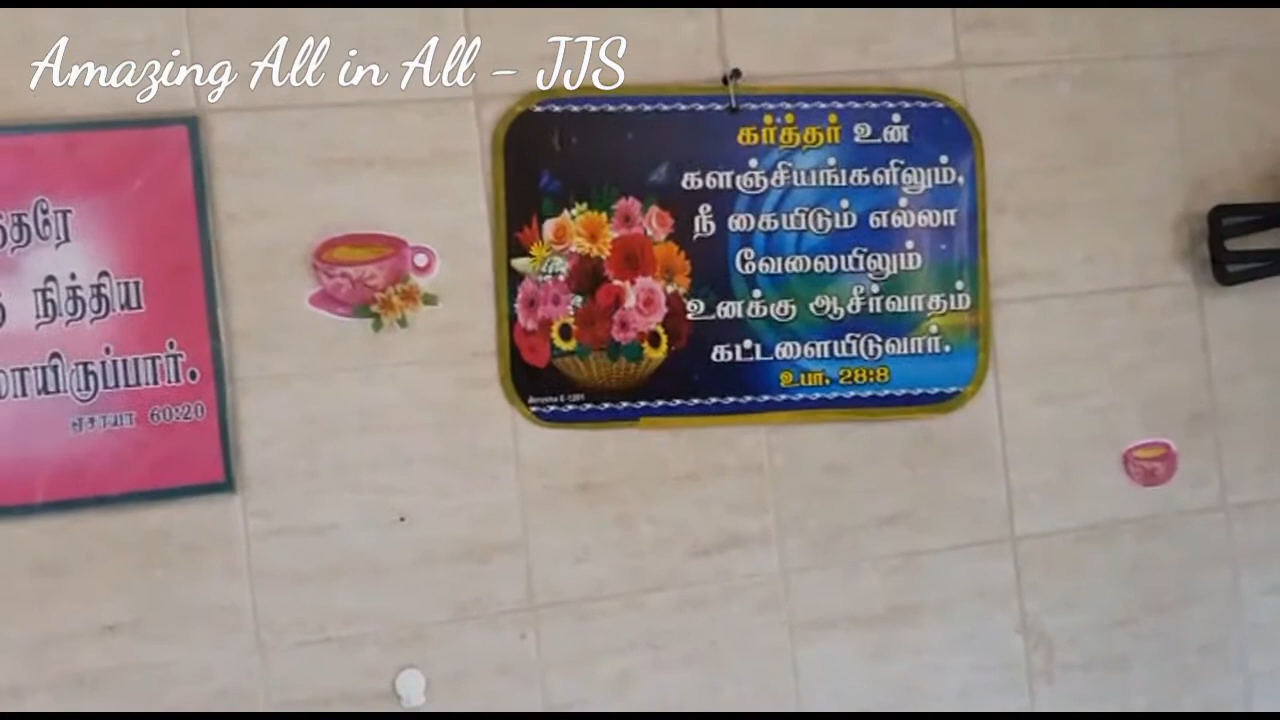 Amazing All in All - JJS
கர்த்தர் உன்
களஞ்சியங்களிலும்,
நீ கையிடும் எல்லா
வேலையிலும்
உனக்கு ஆசீர்வாதம்
கட்டளையிடுவார்.
உபா. 28:8
த்தரே
நித்திய
மாயிருப்பார்.
ஏசாயா 60:20